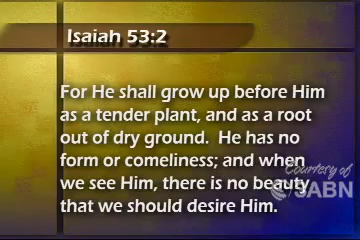 Isaiah 53:2
For He shall grow up before Him
as a tender plant, and as a root
out of dry ground.  He has no
form or comeliness; and when
we see Him, there is no beauty
that we should desire Him.
Courtesy of
3ABN